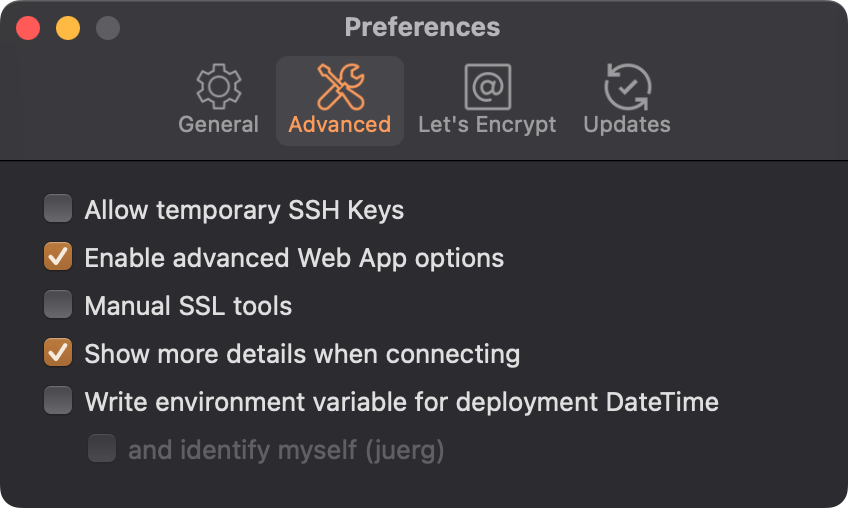 Preferences
General
Advanced
Let's Encrypt
Updates
Allow temporary SSH Keys
Enable advanced Web App options
Manual SSL tools
Show more details when connecting
Write environment variable for deployment DateTime
and identify myself (juerg)